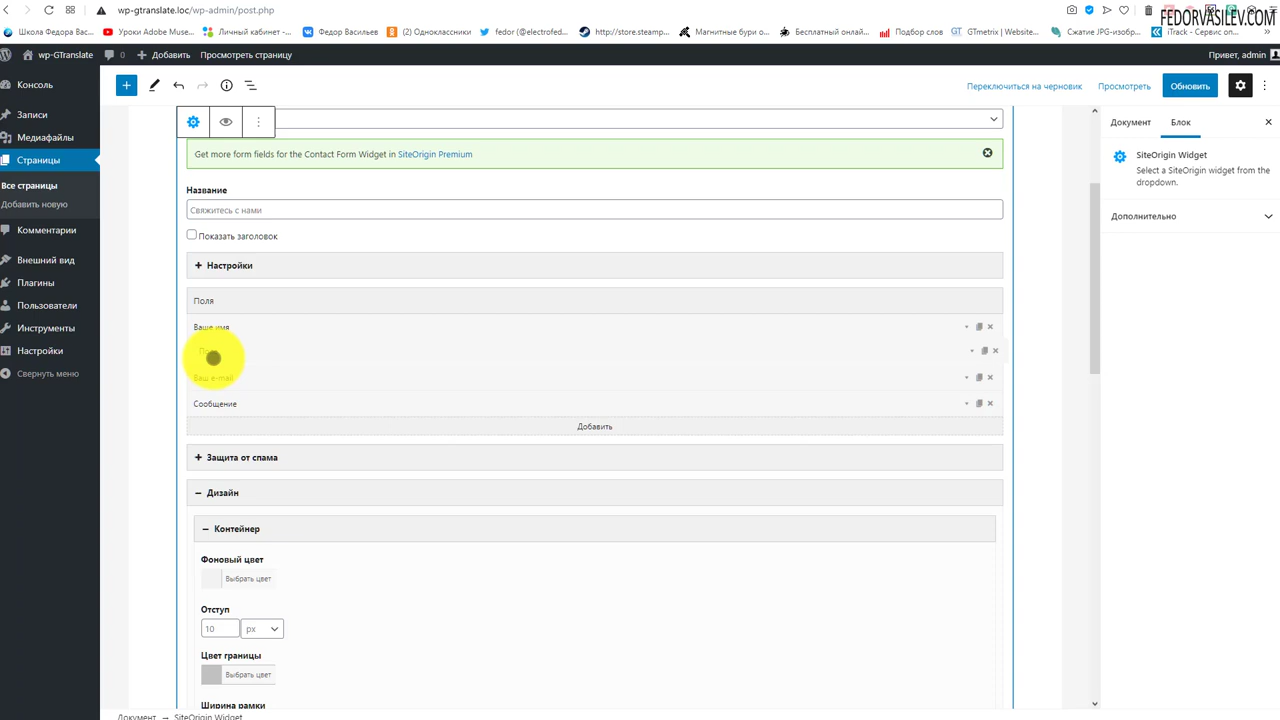 wp-gtranslate.loc/wp-admin/post.php
FEDORVASILEV.COM
Школа Федора Вас...
Уроки Adobe Muse...
Личный кабинет -...
Федор Васильев
(2) Одноклассники
fedor (@electrofed...
http://store.steamp...
Магнитные бури о...
Бесплатный онлай...
Подбор слов
GTmetrix | Website...
Сжатие JPG-изобр...
iTrack - Сервис оп...
wp-GTranslate
0
Добавить
Просмотреть страницу
Привет, admin
Консоль
Записи
Медиафайлы
Страницы
Все страницы
Добавить новую
Комментарии
Внешний вид
Плагины
Пользователи
Инструменты
Настройки
Свернуть меню
Переключиться на черновик
Просмотреть
Обновить
Get more form fields for the Contact Form Widget in SiteOrigin Premium
Название
Свяжитесь с нами
Показать заголовок
Настройки
Поля
Ваше имя
Ваш e-mail
Сообщение
Добавить
Защита от спама
Дизайн
Контейнер
Фоновый цвет
Выбрать цвет
Отступ
10 px
Цвет границы
Выбрать цвет
Ширина рамки
Документ
Блок
SiteOrigin Widget
Select a SiteOrigin widget from the
dropdown.
Дополнительно
Документ → SiteOrigin Widget